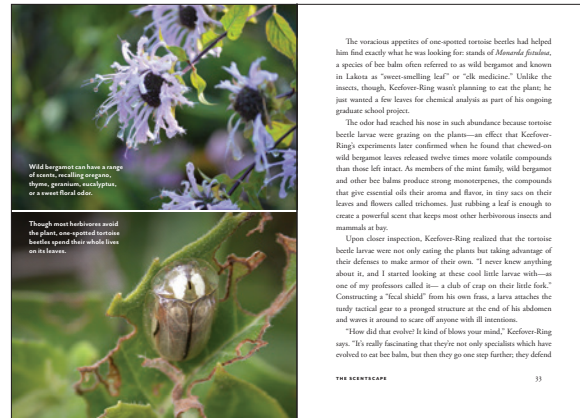 Wild bergamot can have a range
of scents, recalling oregano,
thyme, geranium, eucalyptus,
or a sweet floral odor.
Though most herbivores avoid
the plant, one-spotted tortoise
beetles spend their whole lives
on its leaves.
The voracious appetites of one-spotted tortoise beetles had helped
him find exactly what he was looking for: stands of Monarda fistulosa,
a species of bee balm often referred to as wild bergamot and known
in Lakota as “sweet-smelling leaf” or “elk medicine.” Unlike the
insects, though, Keefover-Ring wasn’t planning to eat the plant; he
just wanted a few leaves for chemical analysis as part of his ongoing
graduate school project.
The odor had reached his nose in such abundance because tortoise
beetle larvae were grazing on the plants—an effect that Keefover-
Ring’s experiments later confirmed when he found that chewed-on
wild bergamot leaves released twelve times more volatile compounds
than those left intact. As members of the mint family, wild bergamot
and other bee balms produce strong monoterpenes, the compounds
that give essential oils their aroma and flavor, in tiny sacs on their
leaves and flowers called trichomes. Just rubbing a leaf is enough to
create a powerful scent that keeps most other herbivorous insects and
mammals at bay.
Upon closer inspection, Keefover-Ring realized that the tortoise
beetle larvae were not only eating the plants but taking advantage of
their defenses to make armor of their own. “I never knew anything
about it, and I started looking at these cool little larvae with—as
one of my professors called it— a club of crap on their little fork.”
Constructing a “fecal shield” from his own frass, a larva attaches the
turdy tactical gear to a pronged structure at the end of his abdomen
and waves it around to scare off anyone with ill intentions.
“How did that evolve? It kind of blows your mind,” Keefover-Ring
says. “It’s really fascinating that they’re not only specialists which have
evolved to eat bee balm, but then they go one step further; they defend
THE SCENTSCAPE 33